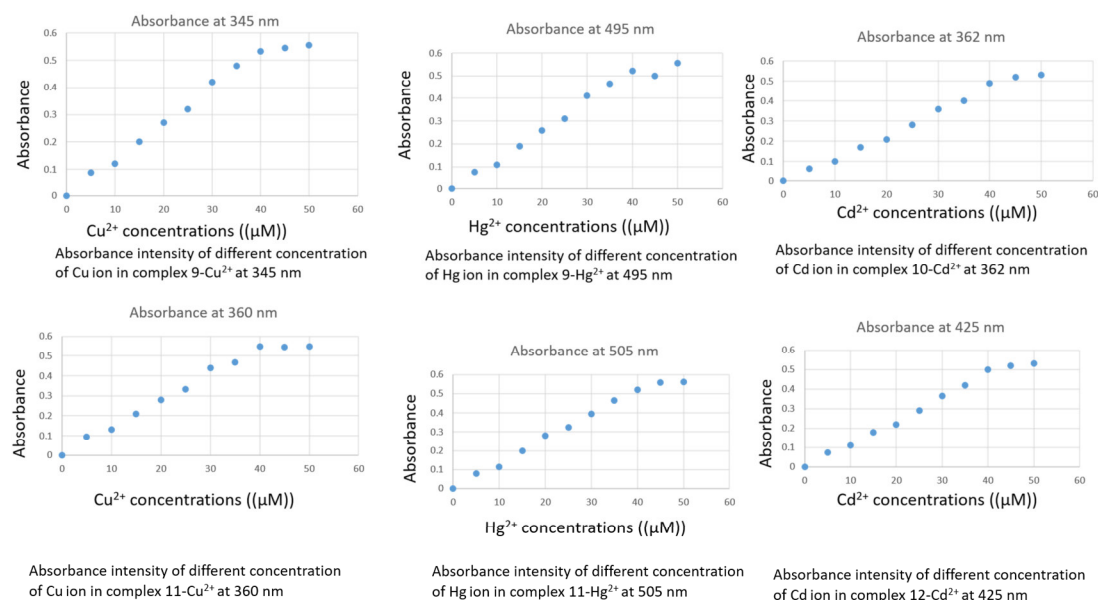 Absorbance at 345 nm
0.6
0.5
0.4
0.3
0.2
0.1
0
0 10 20 30 40 50 60
Absorbance
Cu²⁺ concentrations ((μM))
Absorbance intensity of different concentration
of Cu ion in complex 9-Cu²⁺ at 345 nm
Absorbance at 495 nm
0.6
0.5
0.4
0.3
0.2
0.1
0
0 10 20 30 40 50 60
Absorbance
Hg²⁺ concentrations ((μM))
Absorbance intensity of different concentration
of Hg ion in complex 9-Hg²⁺ at 495 nm
Absorbance at 362 nm
0.6
0.5
0.4
0.3
0.2
0.1
0
0 10 20 30 40 50 60
Absorbance
Cd²⁺ concentrations ((μM))
Absorbance intensity of different concentration
of Cd ion in complex 10-Cd²⁺ at 362 nm
Absorbance at 360 nm
0.6
0.5
0.4
0.3
0.2
0.1
0
0 10 20 30 40 50 60
Absorbance
Cu²⁺ concentrations ((μM))
Absorbance intensity of different concentration
of Cu ion in complex 11-Cu²⁺ at 360 nm
Absorbance at 505 nm
0.6
0.5
0.4
0.3
0.2
0.1
0
0 10 20 30 40 50 60
Absorbance
Hg²⁺ concentrations ((μM))
Absorbance intensity of different concentration
of Hg ion in complex 11-Hg²⁺ at 505 nm
Absorbance at 425 nm
0.6
0.5
0.4
0.3
0.2
0.1
0
0 10 20 30 40 50 60
Absorbance
Cd²⁺ concentrations ((μM))
Absorbance intensity of different concentration
of Cd ion in complex 12-Cd²⁺ at 425 nm